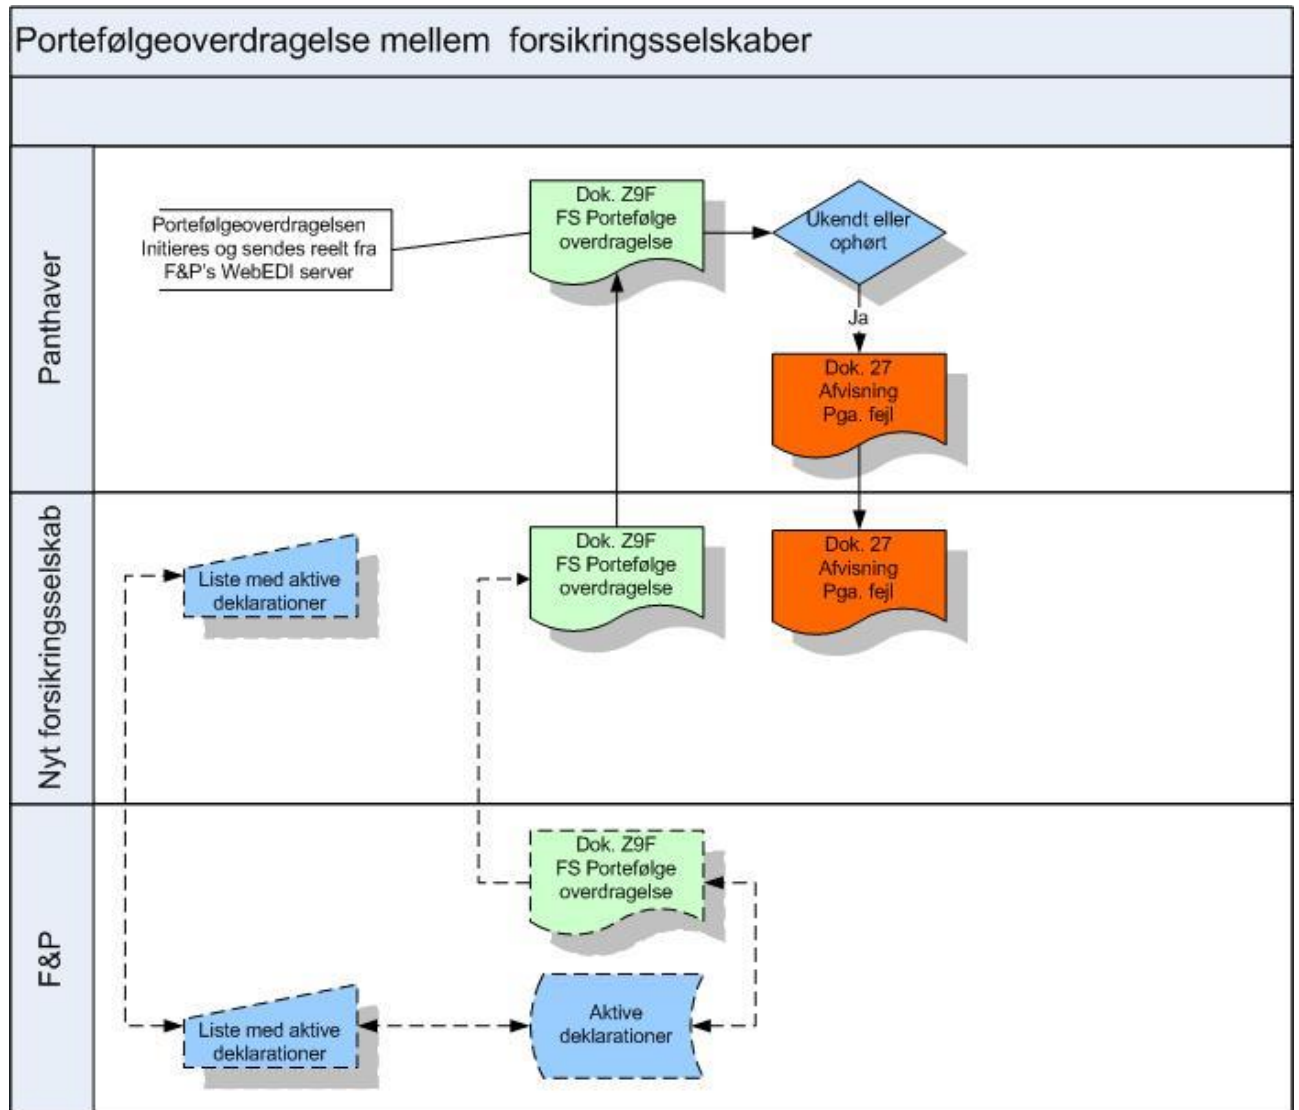 Portefølgeoverdragelse mellem forsikringsselskaber
Panthaver
Portefølgeoverdragelsen
Initieres og sendes reelt fra
F&P's WebEDI server
Dok. Z9F
FS Portefølge
overdragelse
Ukendt eller
ophørt
Ja
Dok. 27
Afvisning
Pga. fejl
Nyt forsikringsselskab
Liste med aktive
deklarationer
Dok. Z9F
FS Portefølge
overdragelse
Dok. 27
Afvisning
Pga. fejl
F&P
Dok. Z9F
FS Portefølge
overdragelse
Liste med aktive
deklarationer
Aktive
deklarationer